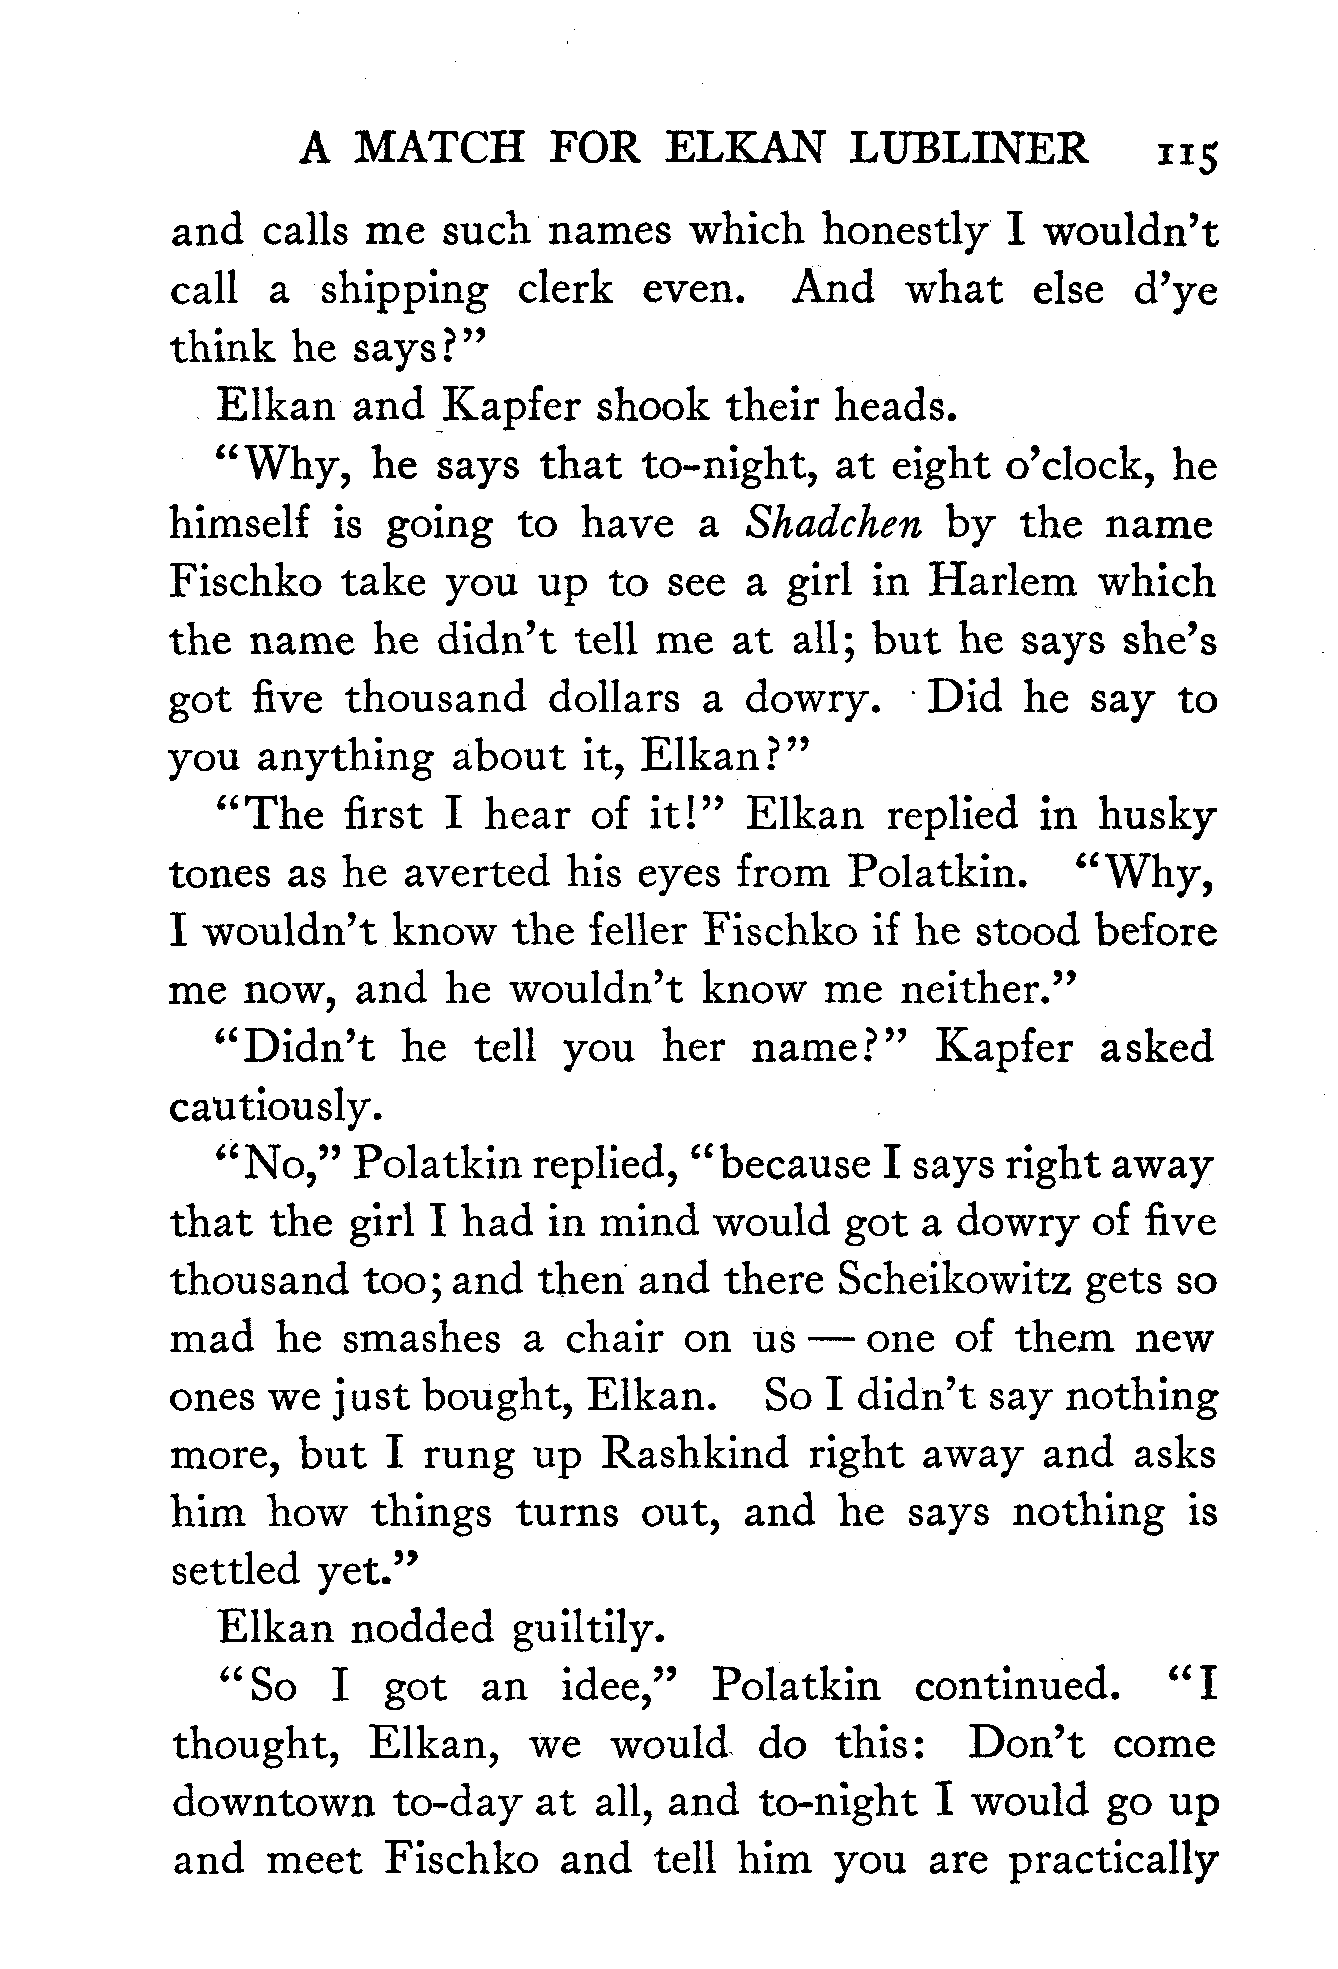 A MATCH FOR ELKAN LUBLINER 115
and calls me such names which honestly I wouldn't
call a shipping clerk even. And what else d'ye
think he says?"
Elkan and Kapfer shook their heads.
"Why, he says that to-night, at eight o'clock, he
himself is going to have a Shadchen by the name
Fischko take you up to see a girl in Harlem which
the name he didn't tell me at all; but he says she's
got five thousand dollars a dowry. Did he say to
you anything about it, Elkan?"
"The first I hear of it!" Elkan replied in husky
tones as he averted his eyes from Polatkin. "Why,
I wouldn't know the feller Fischko if he stood before
me now, and he wouldn't know me neither."
"Didn't he tell you her name?" Kapfer asked
cautiously.
"No," Polatkin replied, "because I says right away
that the girl I had in mind would got a dowry of five
thousand too; and then and there Scheikowitz gets so
mad he smashes a chair on us — one of them new
ones we just bought, Elkan. So I didn't say nothing
more, but I rung up Rashkind right away and asks
him how things turns out, and he says nothing is
settled yet."
Elkan nodded guiltily.
"So I got an idee," Polatkin continued. "I
thought, Elkan, we would do this: Don't come
downtown to-day at all, and to-night I would go up
and meet Fischko and tell him you are practically